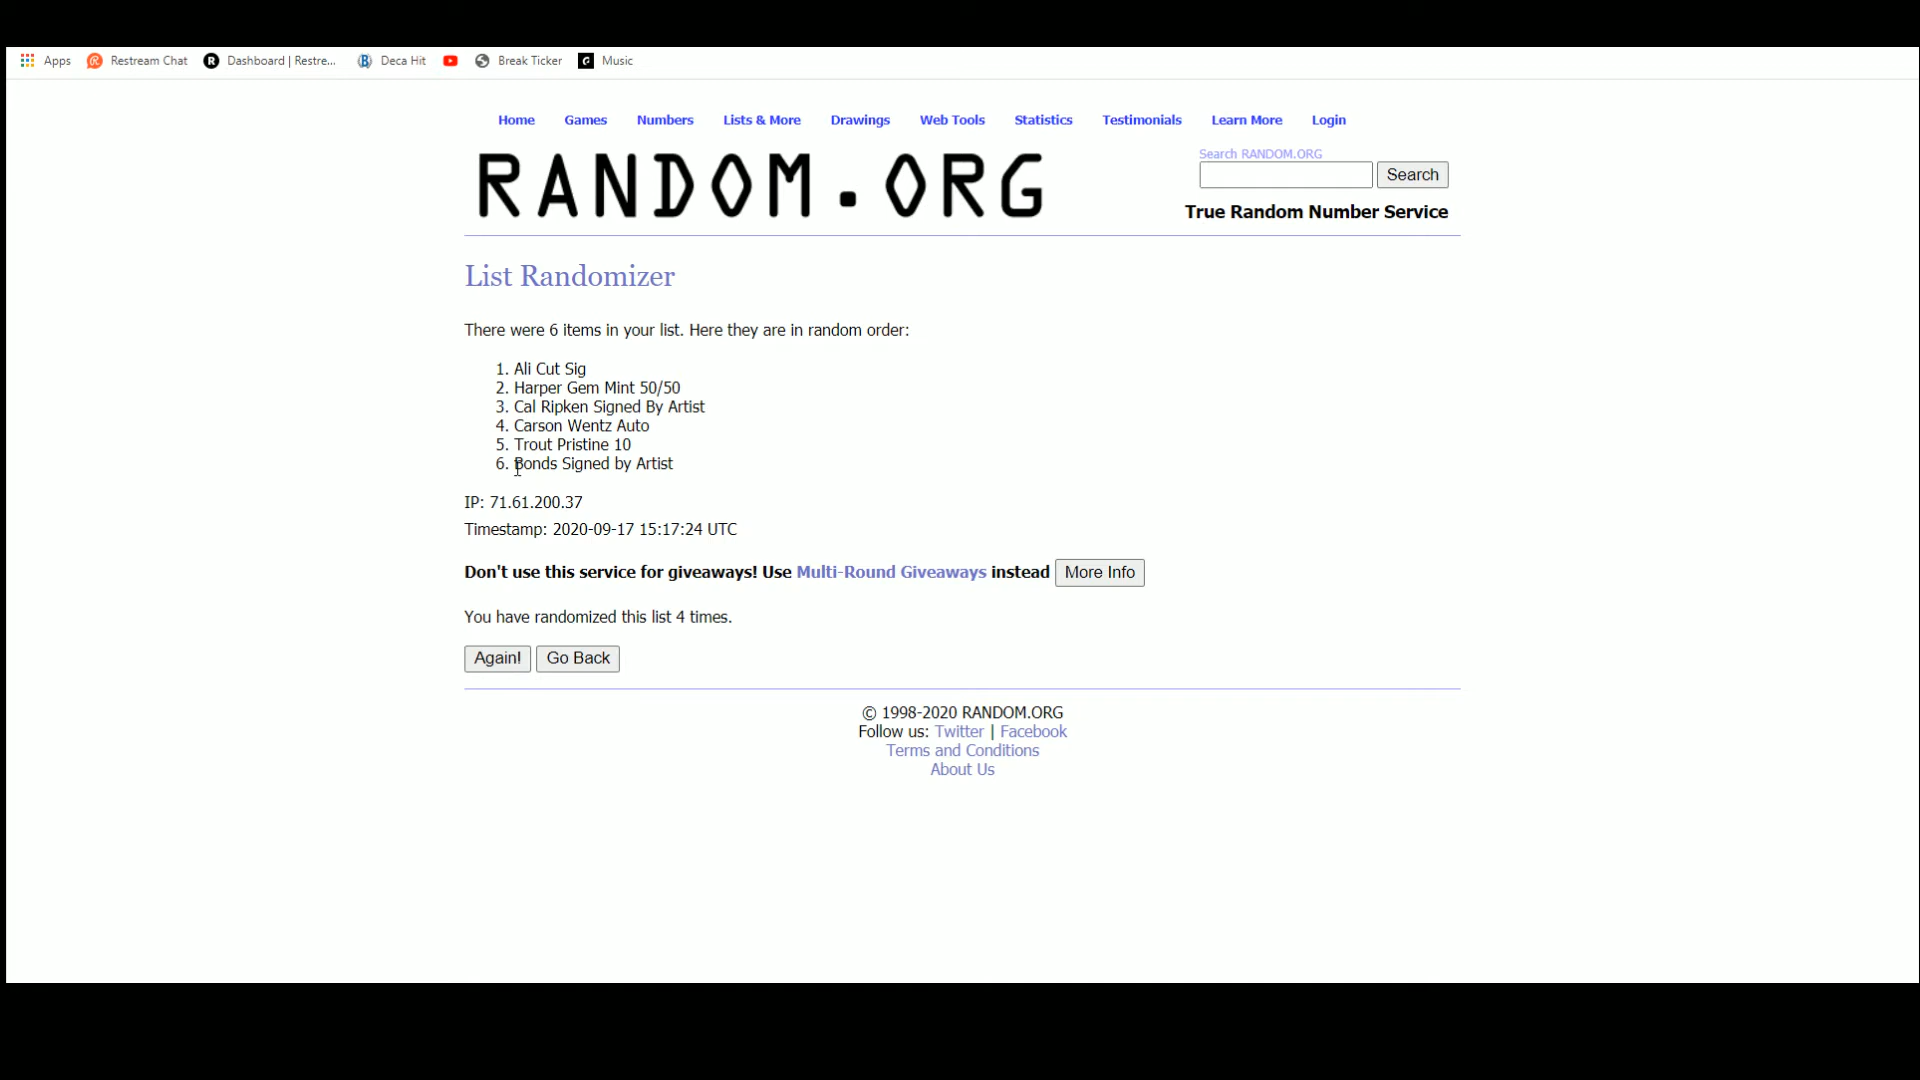 Apps Restream Chat Dashboard | Restre... Deca Hit Break Ticker Music
Home Games Numbers Lists & More Drawings Web Tools Statistics Testimonials Learn More Login
RANDOM.ORG
Search RANDOM.ORG
Search
True Random Number Service
List Randomizer
There were 6 items in your list. Here they are in random order:
1. Ali Cut Sig
2. Harper Gem Mint 50/50
3. Cal Ripken Signed By Artist
4. Carson Wentz Auto
5. Trout Pristine 10
6. Bonds Signed by Artist
IP: 71.61.200.37
Timestamp: 2020-09-17 15:17:24 UTC
Don't use this service for giveaways! Use Multi-Round Giveaways instead More Info
You have randomized this list 4 times.
Again! Go Back
© 1998-2020 RANDOM.ORG
Follow us: Twitter | Facebook
Terms and Conditions
About Us